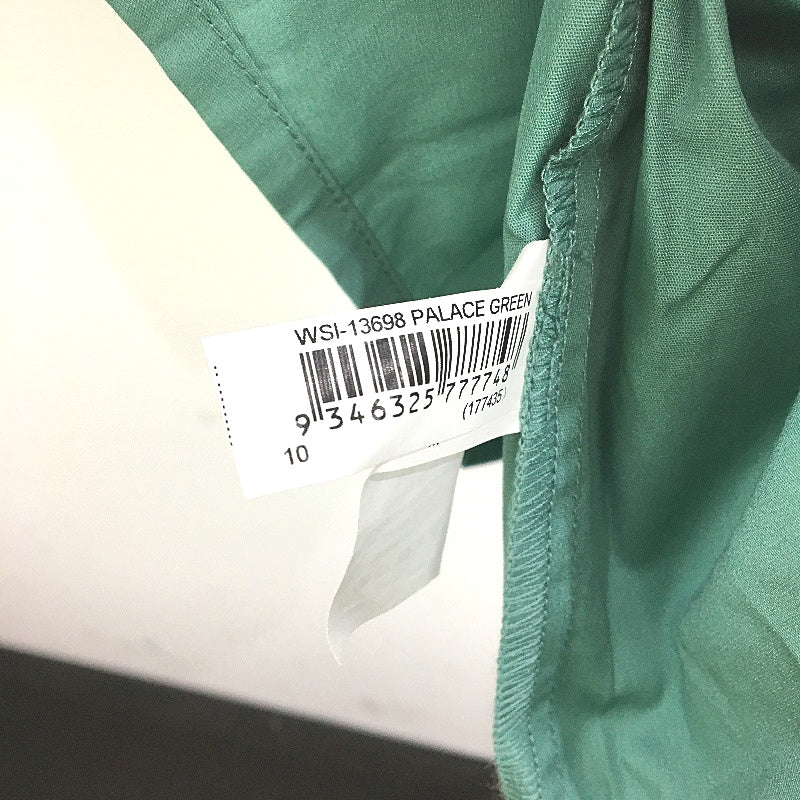 WSI-13698 PALACE GREEN
9 346325 777748
(177435)
10